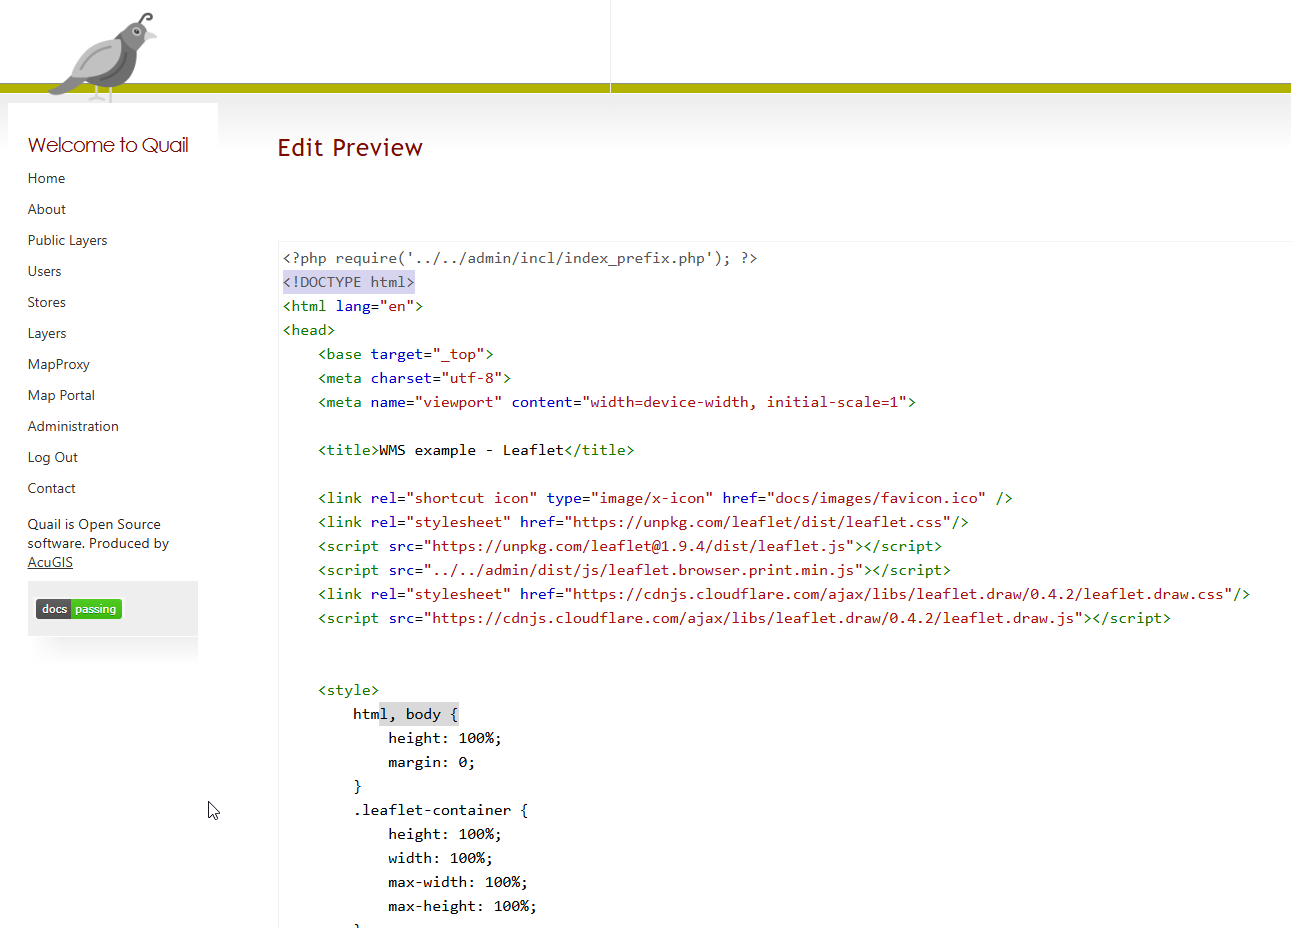 Welcome to Quail
Home
About
Public Layers
Users
Stores
Layers
MapProxy
Map Portal
Administration
Log Out
Contact
Quail is Open Source
software. Produced by
AcuGIS
docs passing
Edit Preview
<?php require('../../admin/incl/index_prefix.php'); ?>
<!DOCTYPE html>
<html lang="en">
<head>
    <base target="_top">
    <meta charset="utf-8">
    <meta name="viewport" content="width=device-width, initial-scale=1">
    <title>WMS example - Leaflet</title>
    <link rel="shortcut icon" type="image/x-icon" href="docs/images/favicon.ico" />
    <link rel="stylesheet" href="https://unpkg.com/leaflet/dist/leaflet.css"/>
    <script src="https://unpkg.com/leaflet@1.9.4/dist/leaflet.js"></script>
    <script src="../../admin/dist/js/leaflet.browser.print.min.js"></script>
    <link rel="stylesheet" href="https://cdnjs.cloudflare.com/ajax/libs/leaflet.draw/0.4.2/leaflet.draw.css"/>
    <script src="https://cdnjs.cloudflare.com/ajax/libs/leaflet.draw/0.4.2/leaflet.draw.js"></script>
    <style>
        html, body {
            height: 100%;
            margin: 0;
        }
        .leaflet-container {
            height: 100%;
            width: 100%;
            max-width: 100%;
            max-height: 100%;
        }